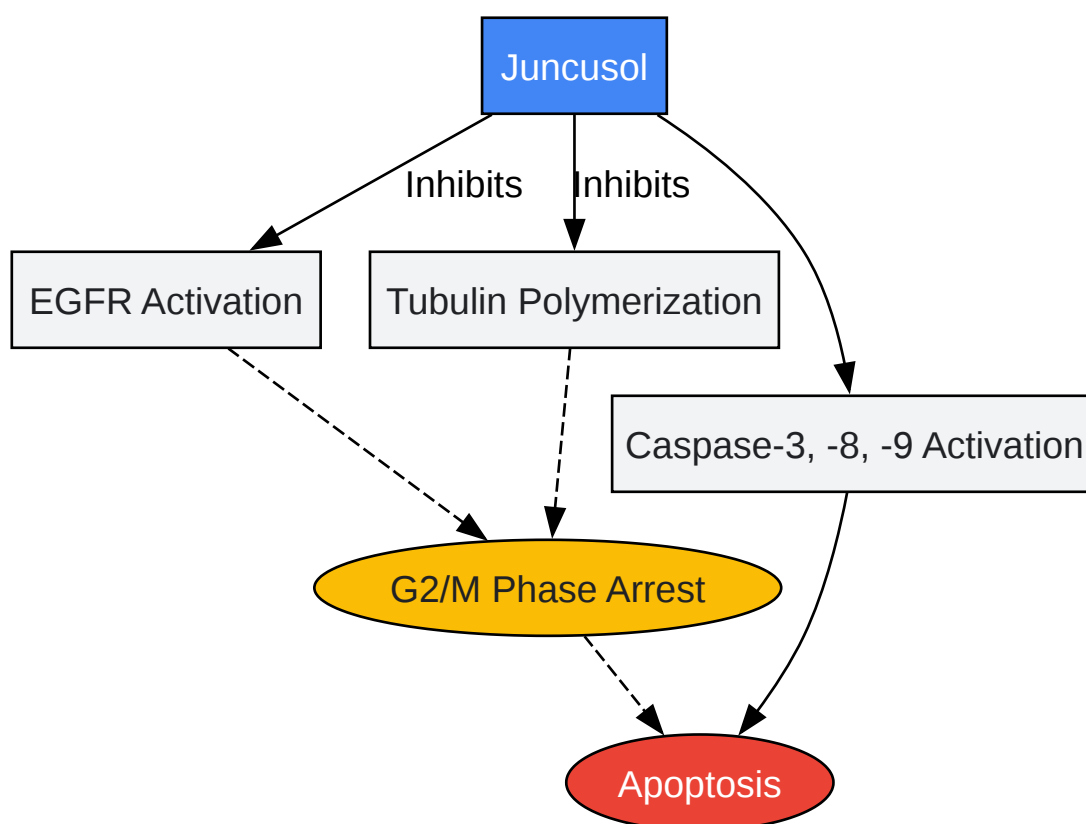 Juncusol
Inhibits
Inhibits
EGFR Activation
Tubulin Polymerization
Caspase-3, -8, -9 Activation
G2/M Phase Arrest
Apoptosis